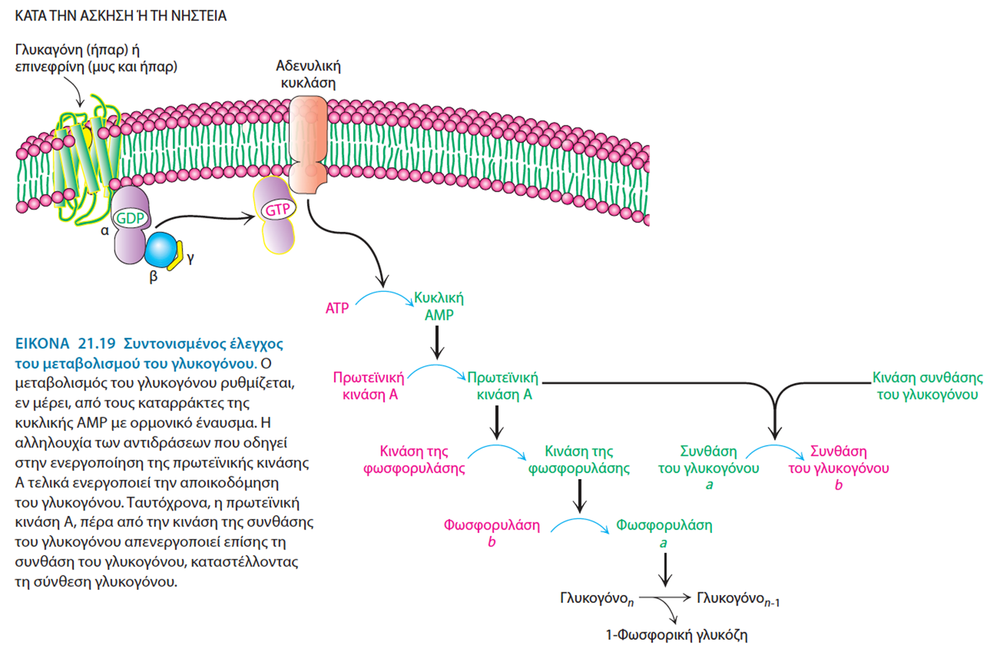 ΚΑΤΑ ΤΗΝ ΑΣΚΗΣΗ Ή ΤΗ ΝΗΣΤΕΙΑ
Γλυκαγόνη (ήπαρ) ή
επινεφρίνη (μυς και ήπαρ)
Αδενυλική
κυκλάση
GDP
GTP
α
β
γ
ATP
Κυκλική
AMP
Πρωτεϊνική
κινάση Α
Πρωτεϊνική
κινάση Α
Κινάση συνθάσης
του γλυκογόνου
Κινάση της
φωσφορυλάσης
Κινάση της
φωσφορυλάσης
Συνθάση
του γλυκογόνου
a
Συνθάση
του γλυκογόνου
b
Φωσφορυλάση
b
Φωσφορυλάση
a
Γλυκογόνοn
Γλυκογόνοn-1
1-Φωσφορική γλυκόζη
ΕΙΚΟΝΑ 21.19 Συντονισμένος έλεγχος
του μεταβολισμού του γλυκογόνου. Ο
μεταβολισμός του γλυκογόνου ρυθμίζεται,
εν μέρει, από τους καταρράκτες της
κυκλικής AMP με ορμονικό έναυσμα. Η
αλληλουχία των αντιδράσεων που οδηγεί
στην ενεργοποίηση της πρωτεϊνικής κινάσης
Α τελικά ενεργοποιεί την αποικοδόμηση
του γλυκογόνου. Ταυτόχρονα, η πρωτεϊνική
κινάση Α, πέρα από την κινάση της συνθάσης
του γλυκογόνου απενεργοποιεί επίσης τη
συνθάση του γλυκογόνου, καταστέλλοντας
τη σύνθεση γλυκογόνου.